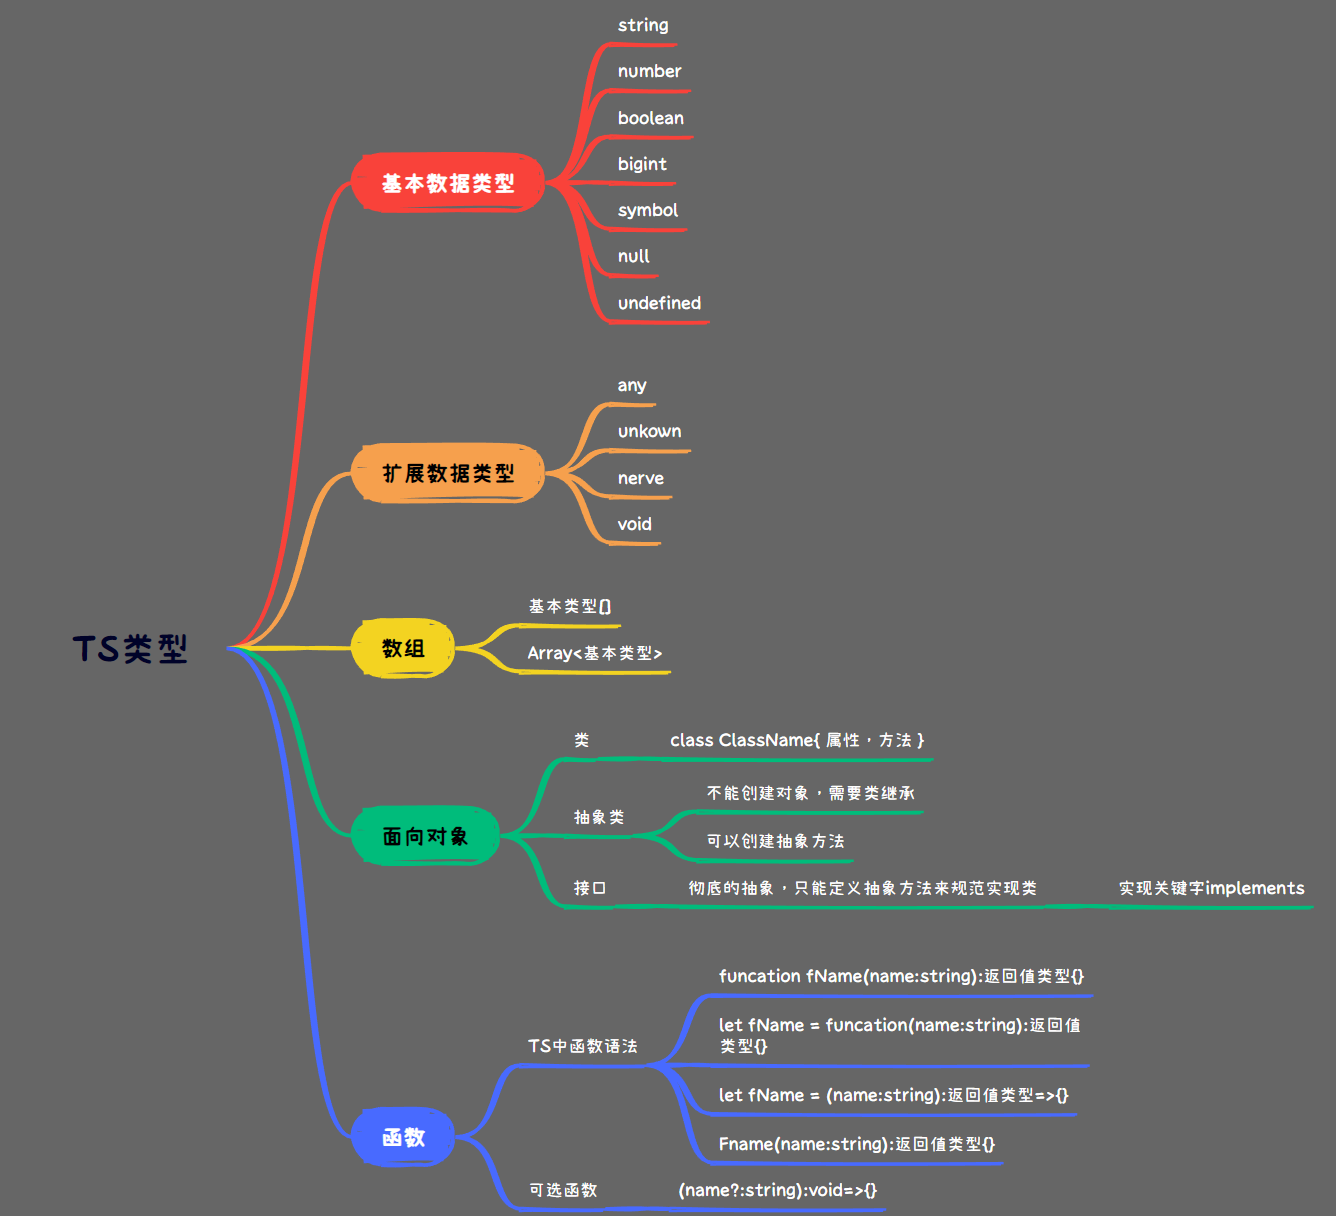 TS类型
基本数据类型
string
number
boolean
bigint
symbol
null
undefined
扩展数据类型
any
unkown
nerve
void
数组
基本类型[]
Array<基本类型>
面向对象
类
class ClassName{ 属性，方法 }
抽象类
不能创建对象，需要类继承
可以创建抽象方法
接口
彻底的抽象，只能定义抽象方法来规范实现类
实现关键字implements
函数
TS中函数语法
funcation fName(name:string):返回值类型{}
let fName = funcation(name:string):返回值
类型{}
let fName = (name:string):返回值类型=>{}
Fname(name:string):返回值类型{}
可选函数
(name?:string):void=>{}